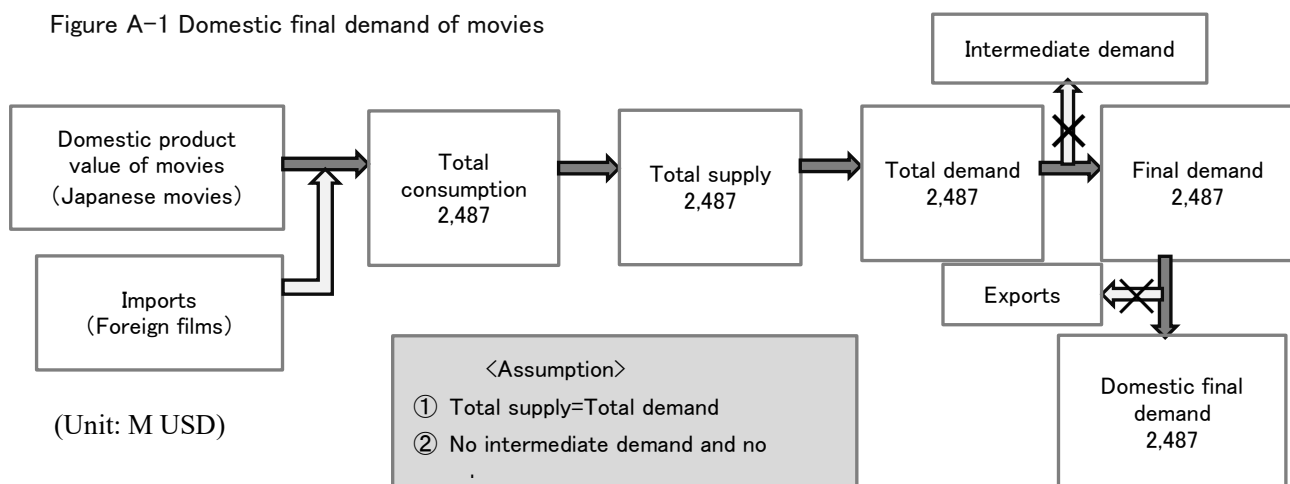 Figure A-1 Domestic final demand of movies
Intermediate demand
Domestic product
value of movies
(Japanese movies)
Total
consumption
2,487
Total supply
2,487
Total demand
2,487
Final demand
2,487
Imports
(Foreign films)
Exports
<Assumption>
① Total supply=Total demand
② No intermediate demand and no
Domestic final
demand
2,487
(Unit: M USD)